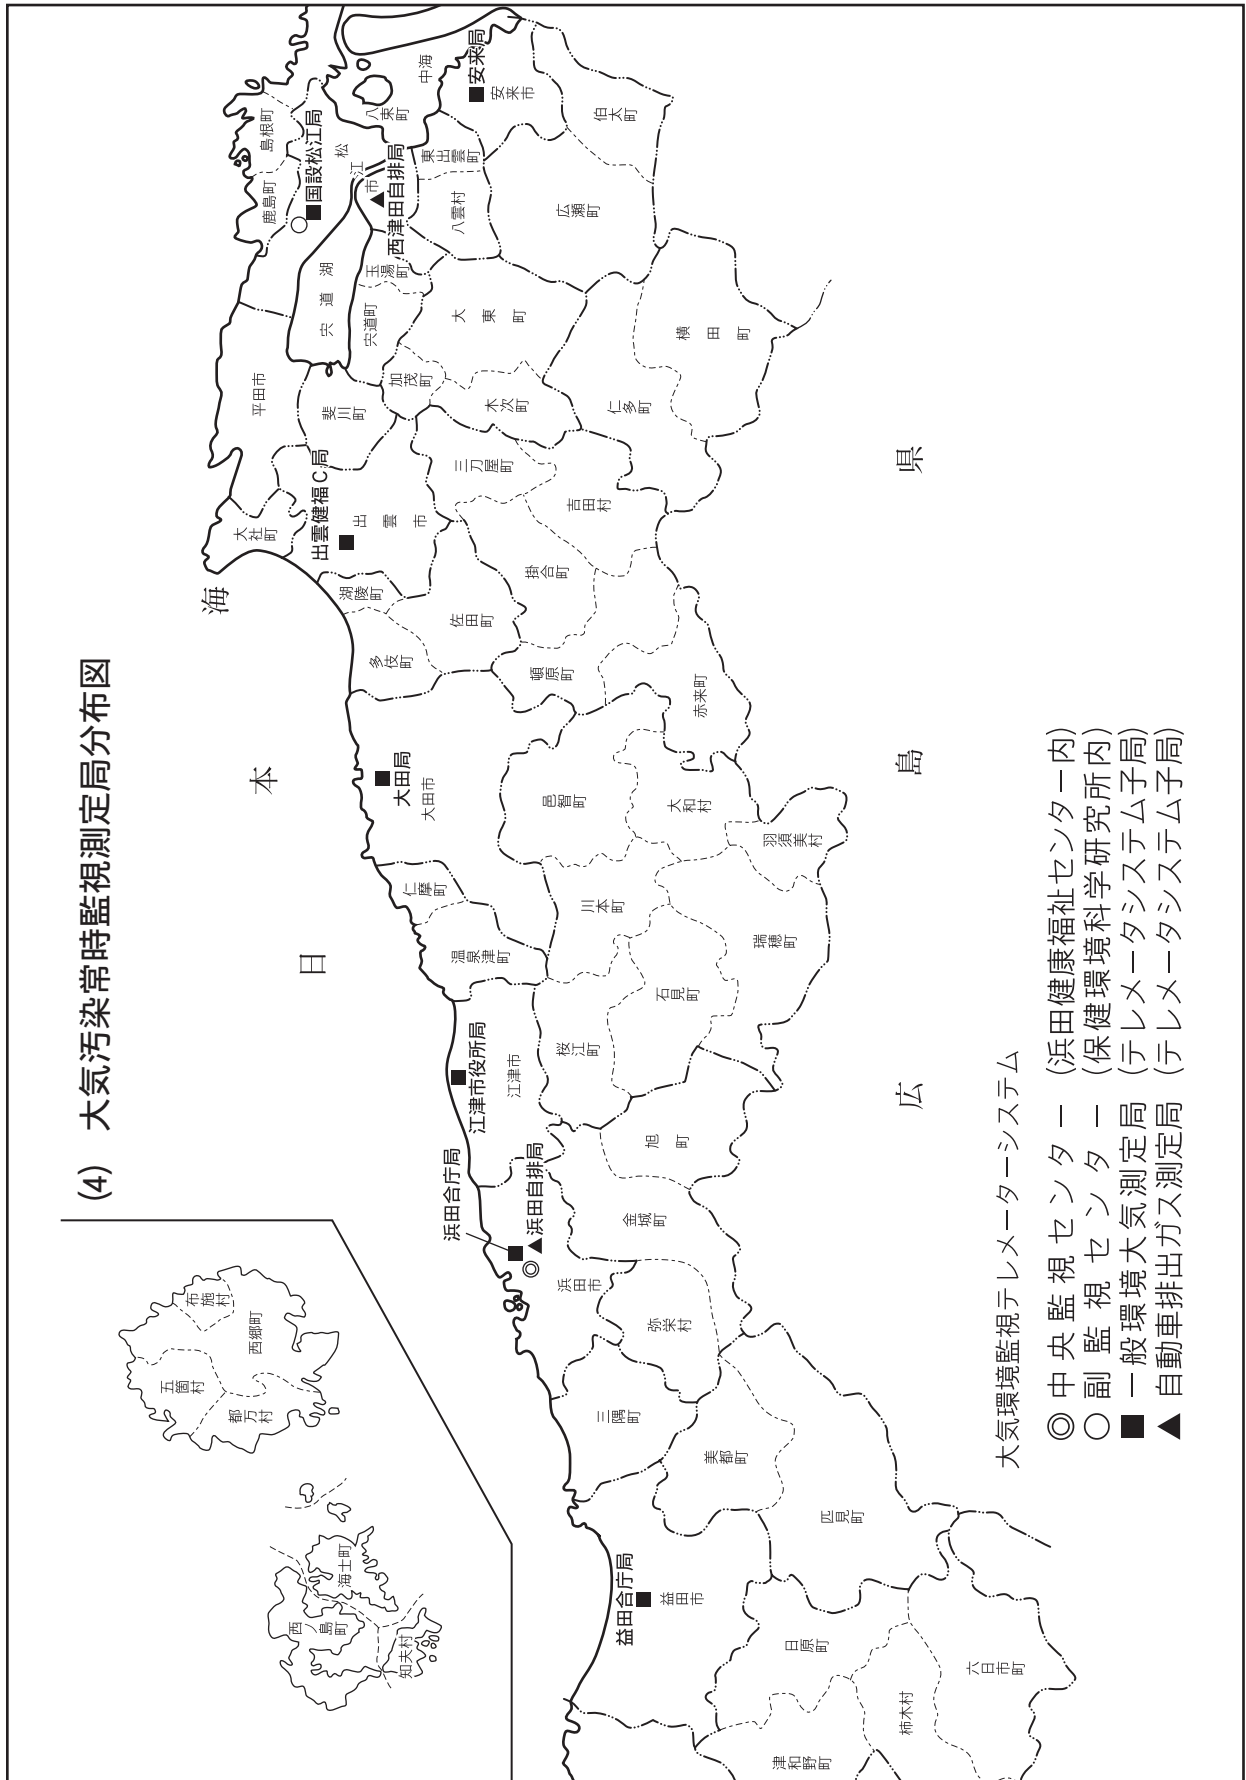 (4) 大気汚染常時監視測定局分布図
日
本
海
広
島
県
布施村
西郷町
五箇村
都万村
海士町
西ノ島町
知夫村
島根町
鹿島町
国設松江局
松江市
西津田自排局
八束町
中海
安来局
安来市
伯太町
東出雲町
八雲村
広瀬町
玉湯町
宍道湖
宍道町
大東町
横田町
平田市
斐川町
加茂町
木次町
仁多町
三刀屋町
吉田村
大社町
出雲健福C局
出雲市
湖陵町
掛合町
佐田町
多伎町
頓原町
赤来町
大田局
大田市
邑智町
大和村
羽須美村
仁摩町
川本町
温泉津町
瑞穂町
石見町
江津市役所局
江津市
桜江町
旭町
浜田合庁局
浜田自排局
浜田市
金城町
弥栄村
三隅町
美都町
匹見町
益田合庁局
益田市
日原町
六日市町
柿木村
津和野町
大気環境監視テレメーターシステム
◎ 中央監視センター (浜田健康福祉センター内)
○ 副監視センター (保健環境科学研究所内)
■ 一般環境大気測定局 (テレメータシステム子局)
▲ 自動車排出ガス測定局 (テレメータシステム子局)